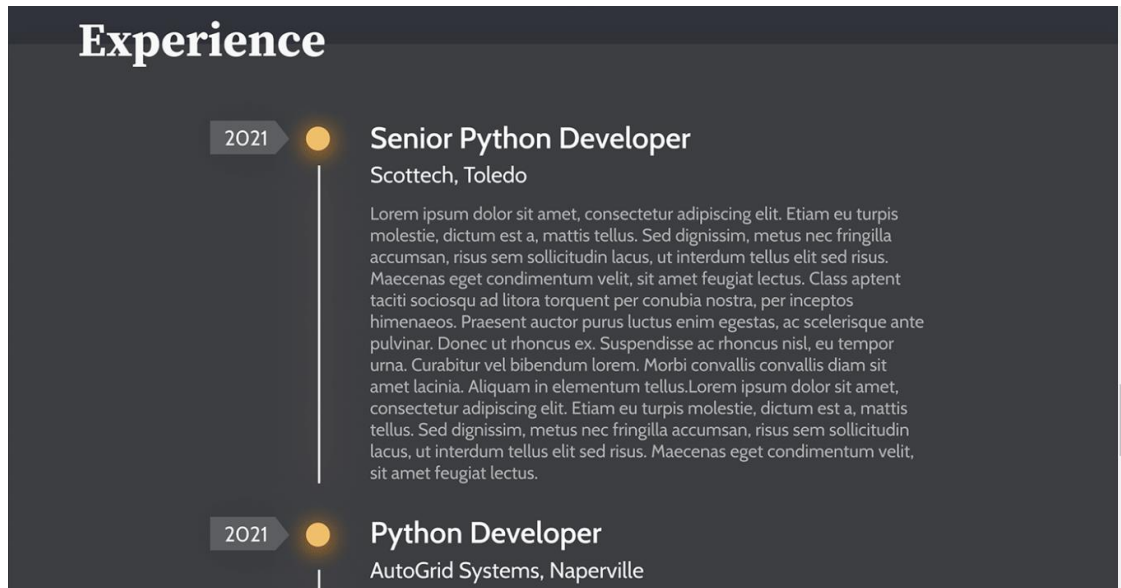 Experience
2021
Senior Python Developer
Scottech, Toledo
Lorem ipsum dolor sit amet, consectetur adipiscing elit. Etiam eu turpis
molestie, dictum est a, mattis tellus. Sed dignissim, metus nec fringilla
accumsan, risus sem sollicitudin lacus, ut interdum tellus elit sed risus.
Maecenas eget condimentum velit, sit amet feugiat lectus. Class aptent
taciti sociosqu ad litora torquent per conubia nostra, per inceptos
himenaeos. Praesent auctor purus luctus enim egestas, ac scelerisque ante
pulvinar. Donec ut rhoncus ex. Suspendisse ac rhoncus nisl, eu tempor
urna. Curabitur vel bibendum lorem. Morbi convallis convallis diam sit
amet lacinia. Aliquam in elementum tellus.Lorem ipsum dolor sit amet,
consectetur adipiscing elit. Etiam eu turpis molestie, dictum est a, mattis
tellus. Sed dignissim, metus nec fringilla accumsan, risus sem sollicitudin
lacus, ut interdum tellus elit sed risus. Maecenas eget condimentum velit,
sit amet feugiat lectus.
2021
Python Developer
AutoGrid Systems, Naperville